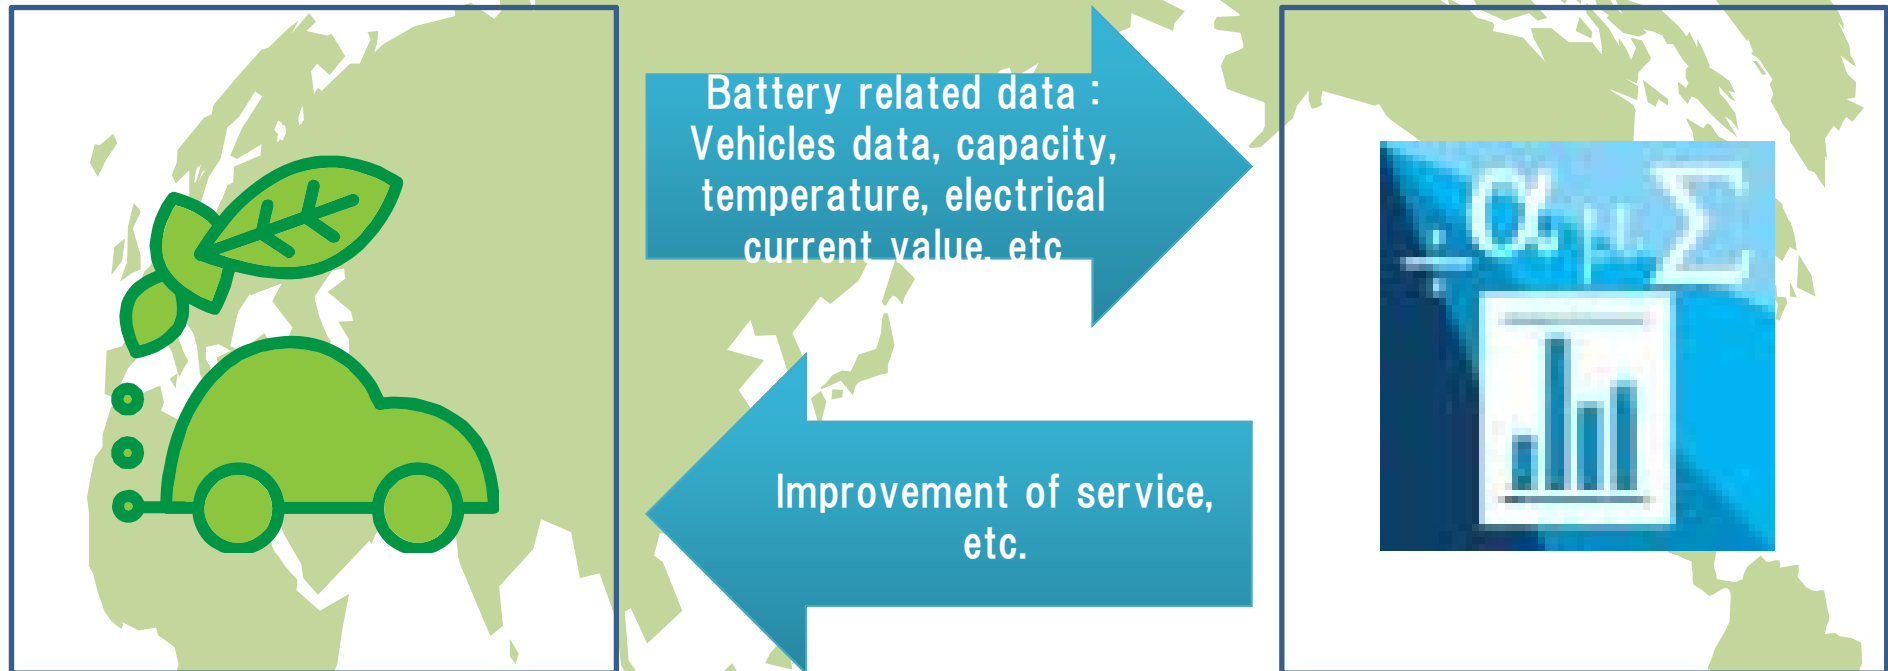 Battery related data：
Vehicles data, capacity,
temperature, electrical
current value, etc
÷ α μ Σ
Improvement of service,
etc.